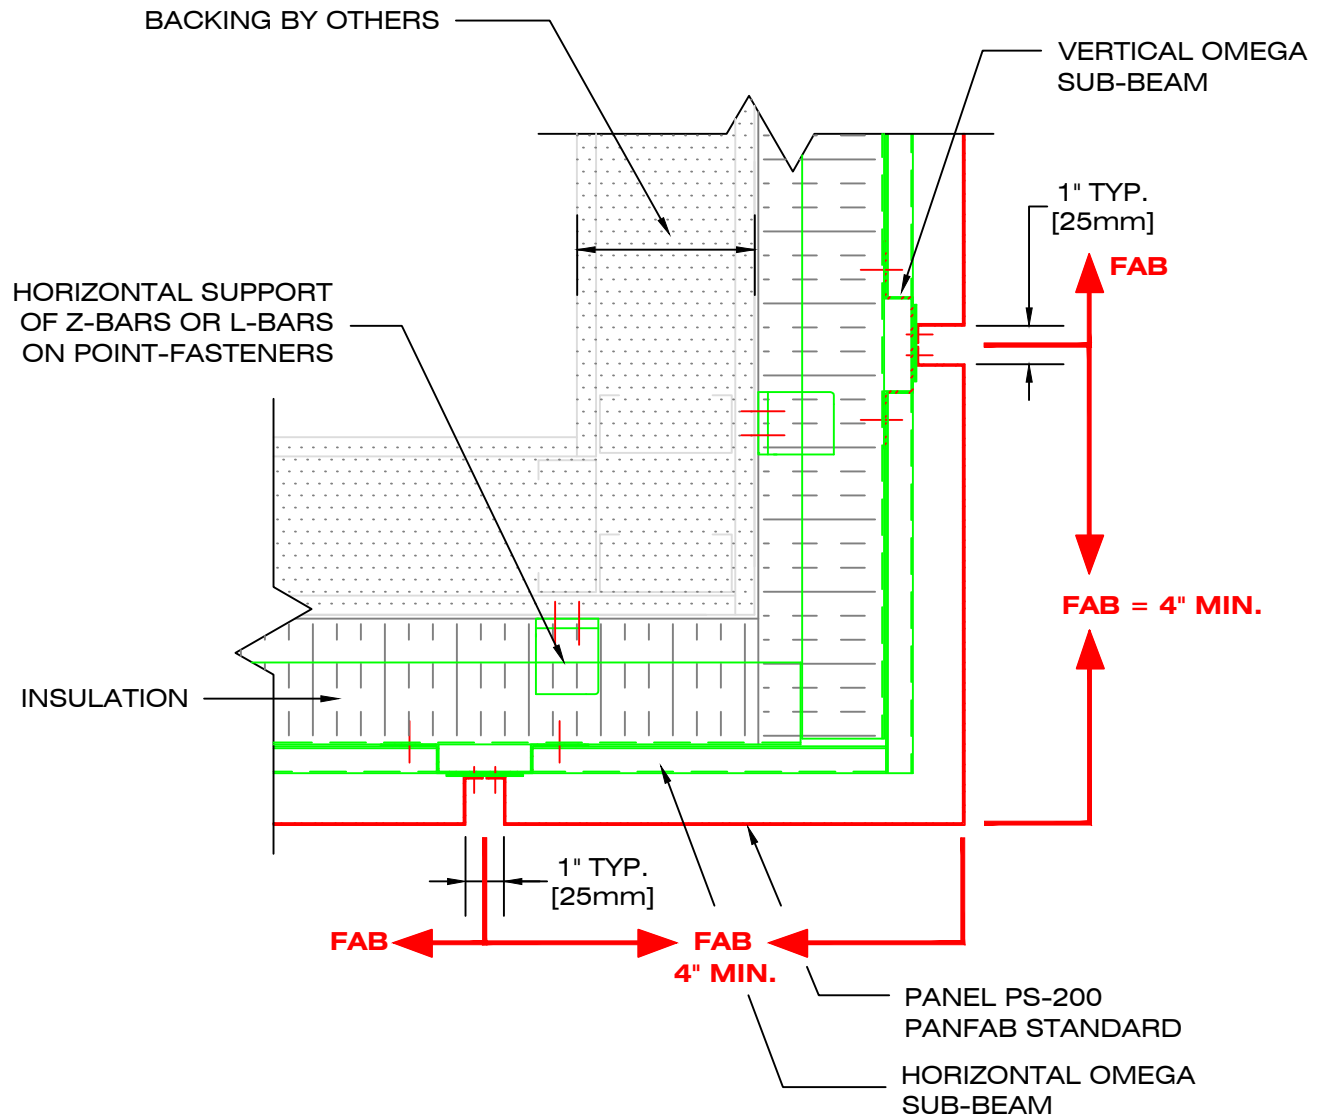 BACKING BY OTHERS
VERTICAL OMEGA
SUB-BEAM
1" TYP.
[25mm]
FAB
HORIZONTAL SUPPORT
OF Z-BARS OR L-BARS
ON POINT-FASTENERS
FAB = 4" MIN.
INSULATION
1" TYP.
[25mm]
FAB
FAB
4" MIN.
PANEL PS-200
PANFAB STANDARD
HORIZONTAL OMEGA
SUB-BEAM